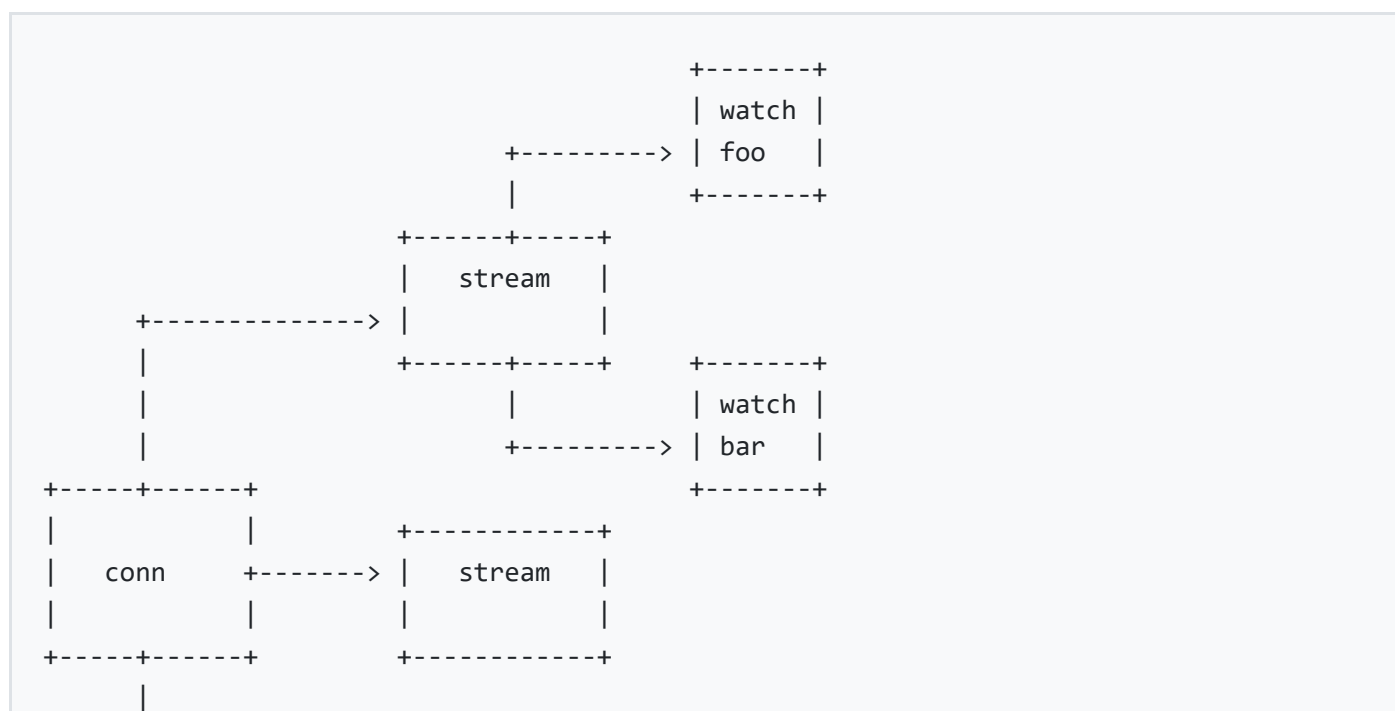 +-------+
                                           | watch |
                               +---------> | foo   |
                               |           +-------+
                        +------+-----+
                        |   stream   |
       +--------------> |            |
       |                +------+-----+     +-------+
       |                       |           | watch |
       |                       +---------> | bar   |
 +-----+------+                            +-------+
 |            |         +------------+
 |   conn     +-------> |   stream   |
 |            |         |            |
 +-----+------+         +------------+
       |